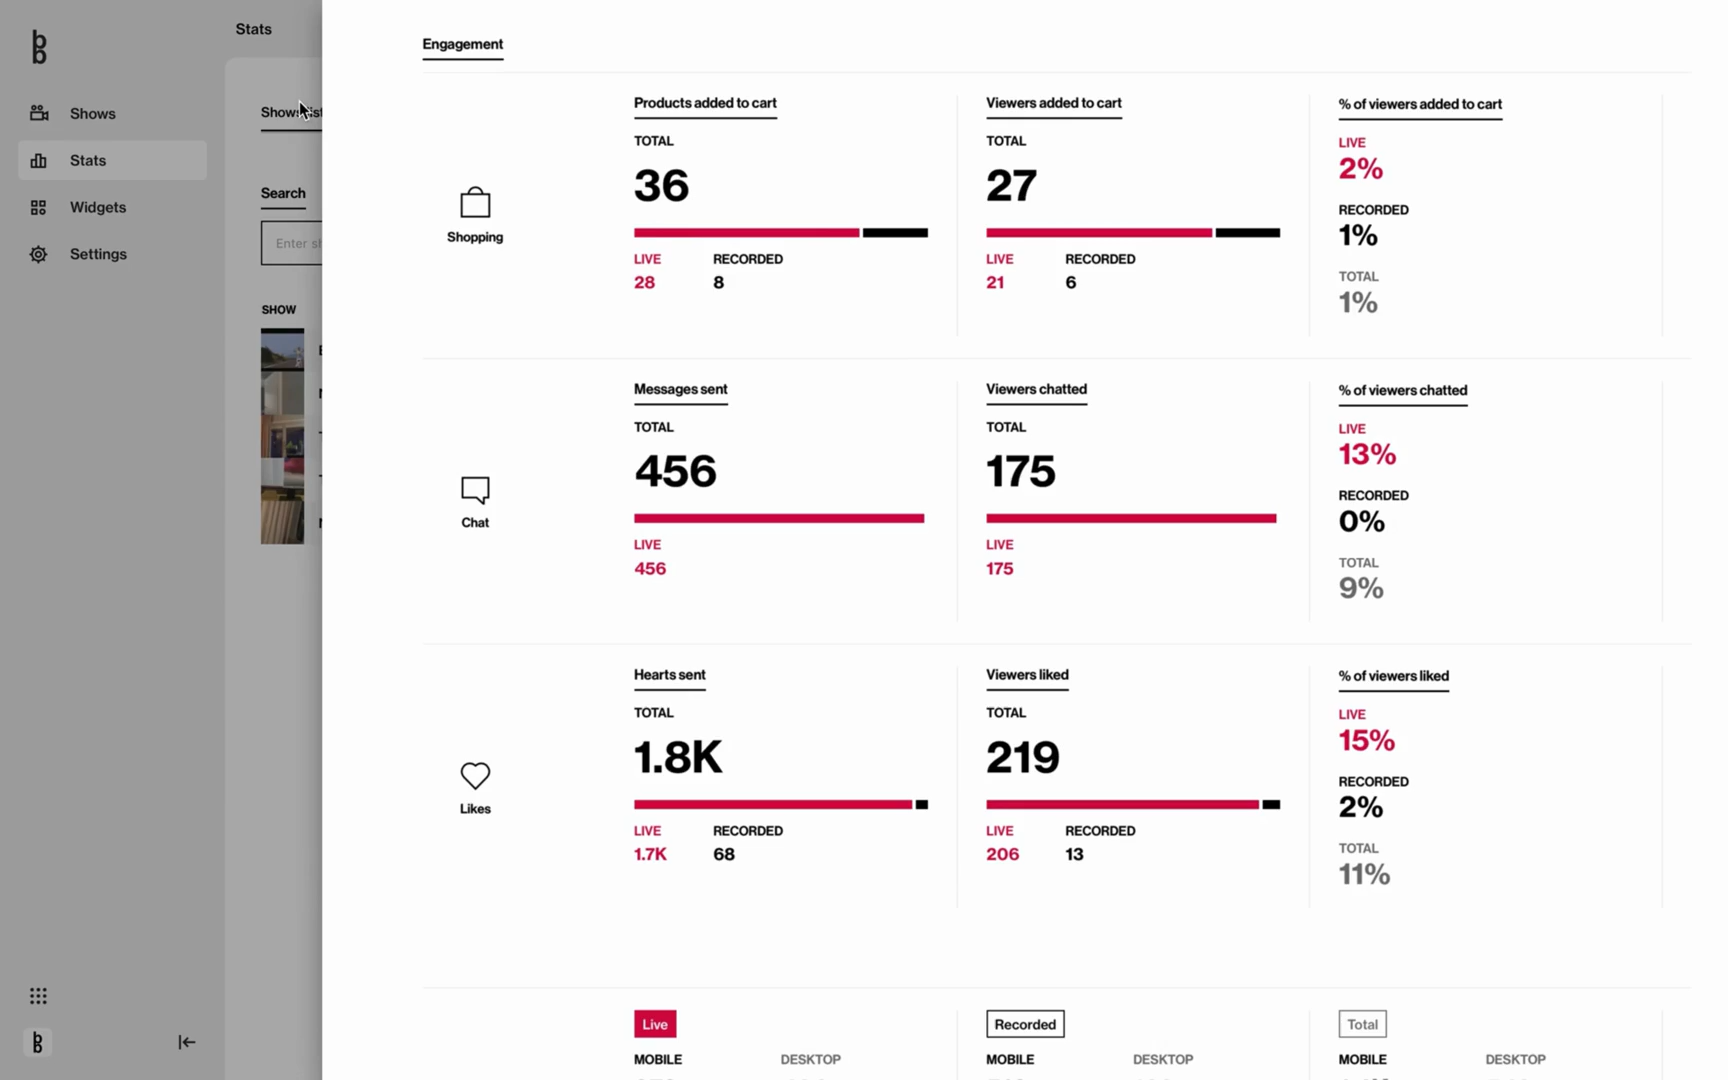 Stats
Shows
Stats
Widgets
Settings
Search
SHOW
Engagement
Shopping
Products added to cart
TOTAL
36
LIVE
28
RECORDED
8
Viewers added to cart
TOTAL
27
LIVE
21
RECORDED
6
% of viewers added to cart
LIVE
2%
RECORDED
1%
TOTAL
1%
Chat
Messages sent
TOTAL
456
LIVE
456
Viewers chatted
TOTAL
175
LIVE
175
% of viewers chatted
LIVE
13%
RECORDED
0%
TOTAL
9%
Likes
Hearts sent
TOTAL
1.8K
LIVE
1.7K
RECORDED
68
Viewers liked
TOTAL
219
LIVE
206
RECORDED
13
% of viewers liked
LIVE
15%
RECORDED
2%
TOTAL
11%
Live
MOBILE DESKTOP
Recorded
MOBILE DESKTOP
Total
MOBILE DESKTOP